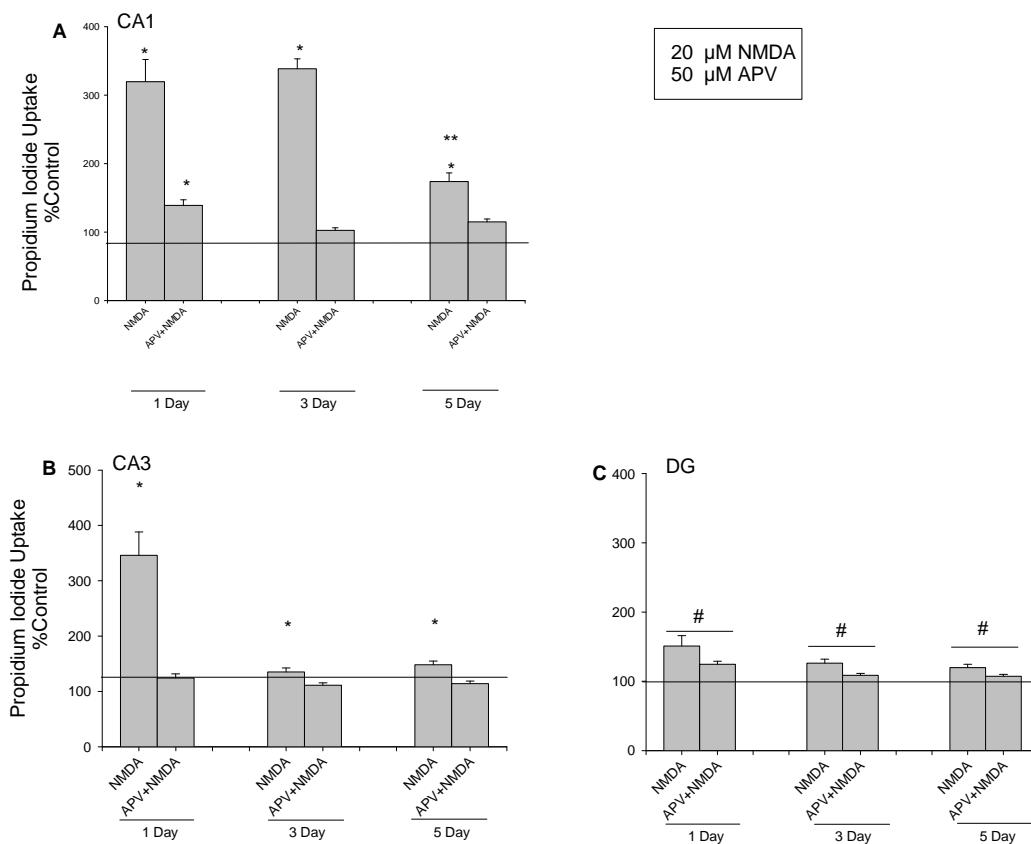 A CA1
20 µM NMDA
50 µM APV
Propidium Iodide Uptake
%Control
400
300
200
100
0
*
*
*
**
*
NMDA
APV+NMDA
NMDA
APV+NMDA
NMDA
APV+NMDA
1 Day
3 Day
5 Day
B CA3
Propidium Iodide Uptake
%Control
500
400
300
200
100
0
*
*
*
NMDA
APV+NMDA
NMDA
APV+NMDA
NMDA
APV+NMDA
1 Day
3 Day
5 Day
C DG
400
300
200
100
0
#
#
#
NMDA
APV+NMDA
NMDA
APV+NMDA
NMDA
APV+NMDA
1 Day
3 Day
5 Day